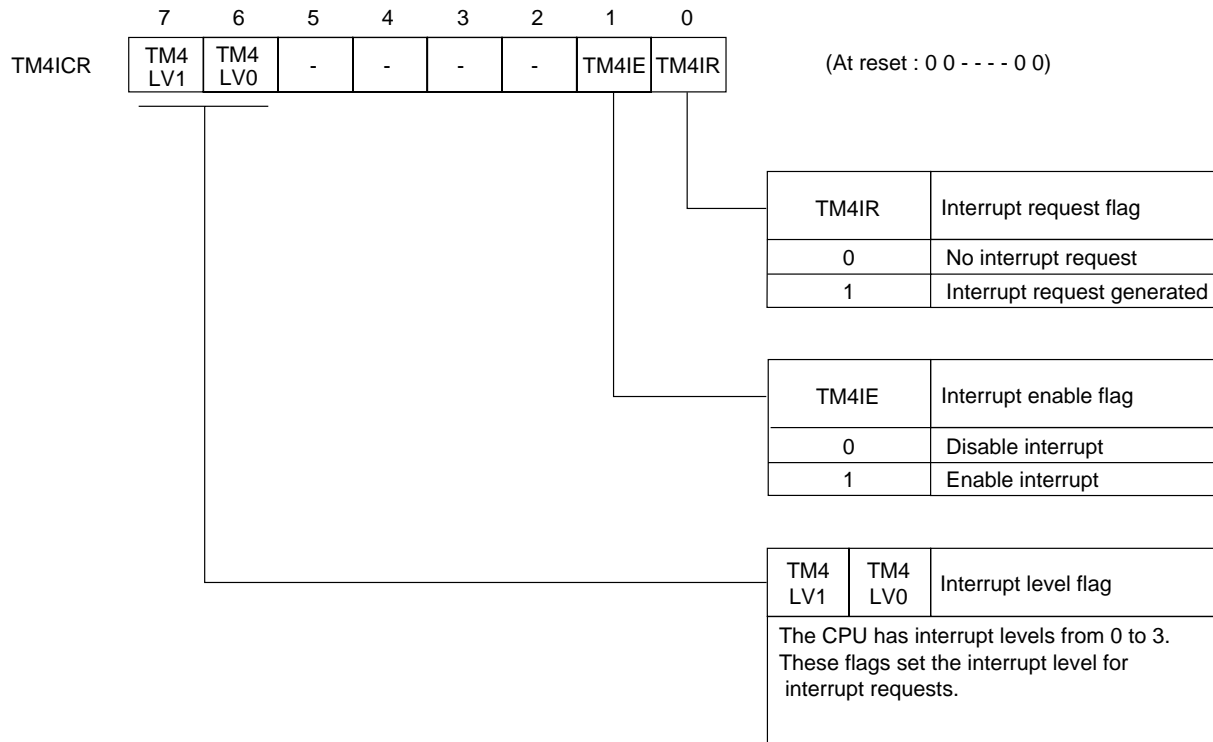 7 6 5 4 3 2 1 0
TM4ICR TM4 LV1 TM4 LV0 - - - - TM4IE TM4IR (At reset : 0 0 - - - - 0 0)
TM4IR Interrupt request flag
0 No interrupt request
1 Interrupt request generated
TM4IE Interrupt enable flag
0 Disable interrupt
1 Enable interrupt
TM4 LV1 TM4 LV0 Interrupt level flag
The CPU has interrupt levels from 0 to 3.
These flags set the interrupt level for
interrupt requests.